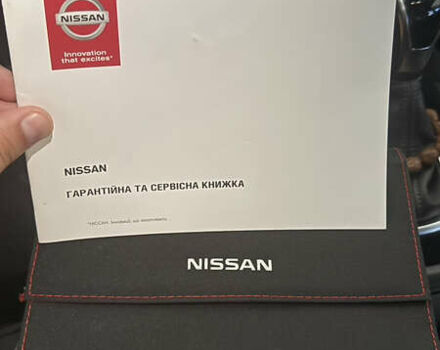 NISSAN
Innovation
that excites*
NISSAN
ГАРАНТІЙНА ТА СЕРВІСНА КНИЖКА
NISSAN